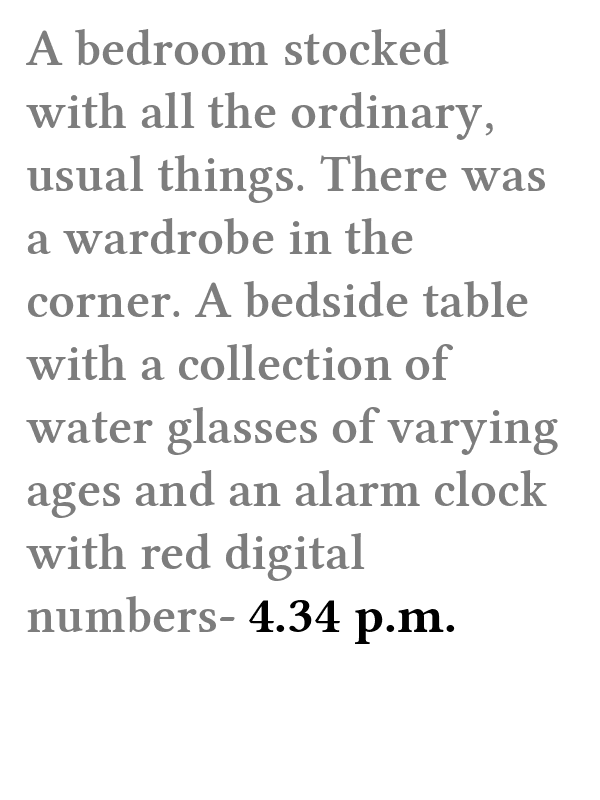 A bedroom stocked
with all the ordinary,
usual things. There was
a wardrobe in the
corner. A bedside table
with a collection of
water glasses of varying
ages and an alarm clock
with red digital
numbers- 4.34 p.m.